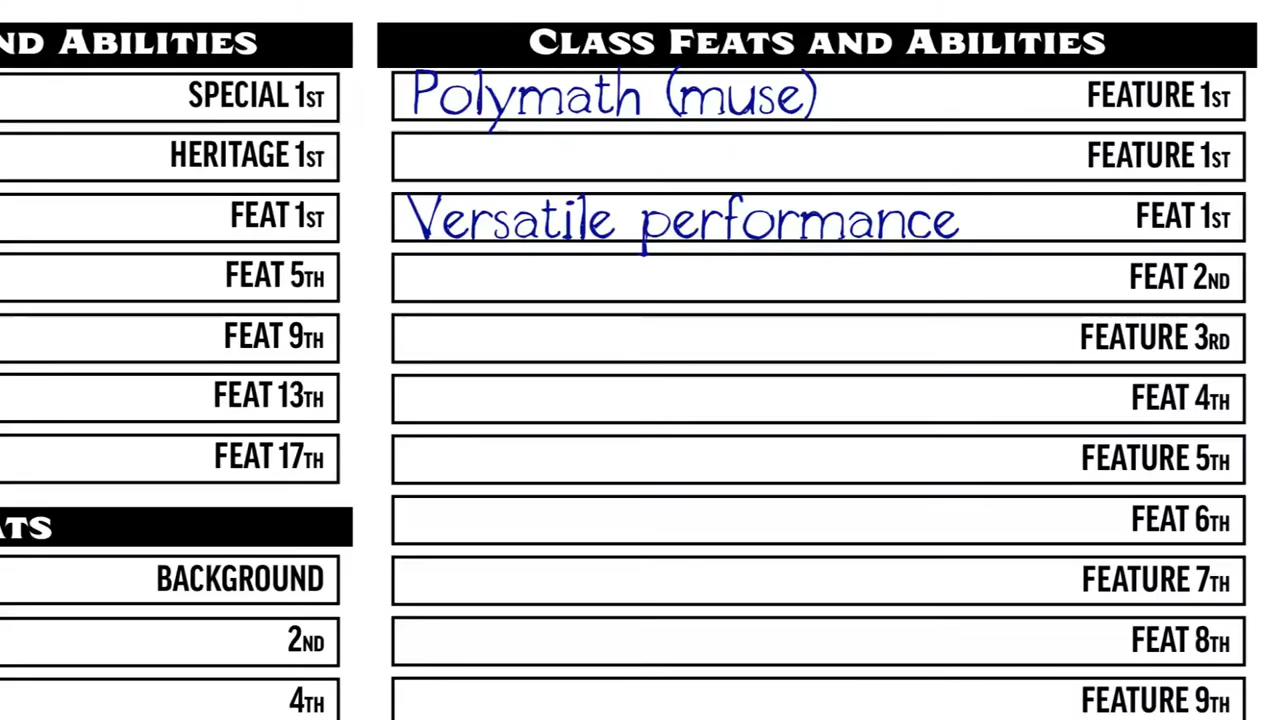 ND ABILITIES
SPECIAL 1ST
HERITAGE 1ST
FEAT 1ST
FEAT 5TH
FEAT 9TH
FEAT 13TH
FEAT 17TH
ATS
BACKGROUND
2ND
4TH
CLASS FEATS AND ABILITIES
Polymath (muse) FEATURE 1ST
FEATURE 1ST
Versatile performance FEAT 1ST
FEAT 2ND
FEATURE 3RD
FEAT 4TH
FEATURE 5TH
FEAT 6TH
FEATURE 7TH
FEAT 8TH
FEATURE 9TH